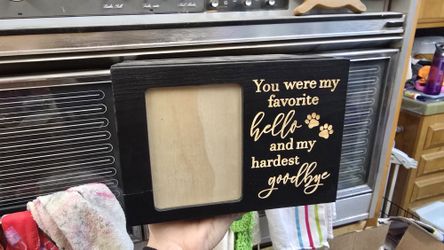 You were my
favorite
hello
and my
hardest
goodbye